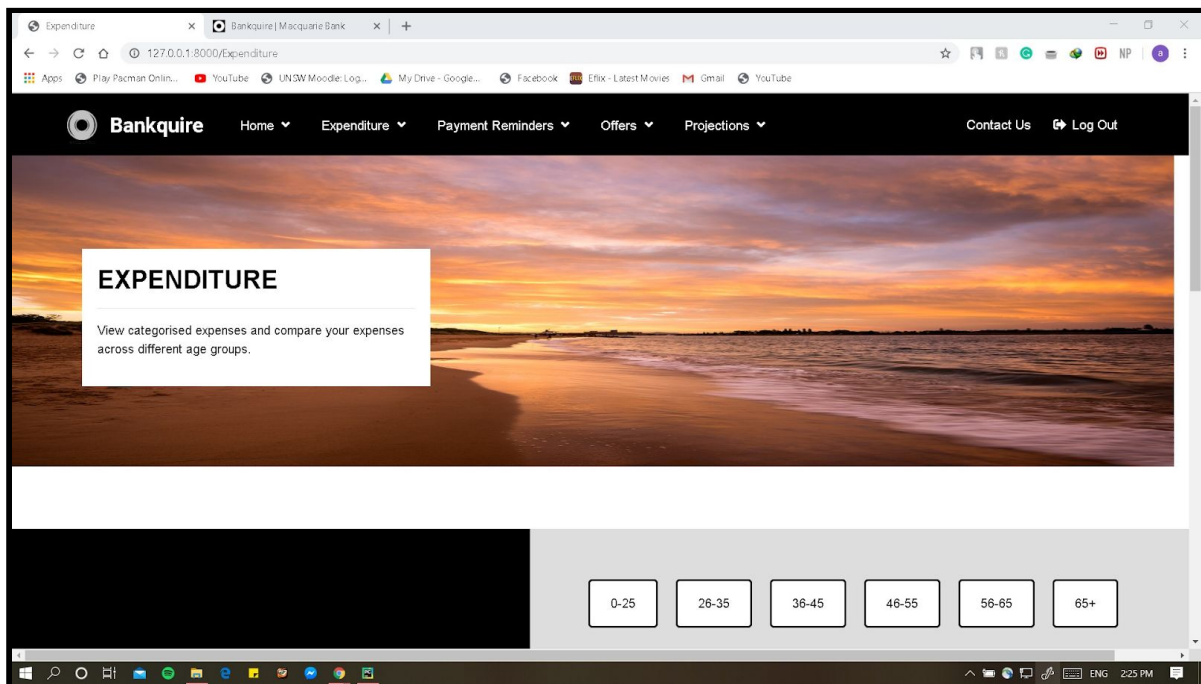 Expenditure
Bankquire | Macquarie Bank
127.0.0.1:8000/Expenditure
NP
a
Apps
Play Pacman Onlin...
YouTube
UNSW Moodle: Log...
My Drive - Google...
Facebook
Eflix - Latest Movies
Gmail
YouTube
Bankquire
Home
Expenditure
Payment Reminders
Offers
Projections
Contact Us
Log Out
EXPENDITURE
View categorised expenses and compare your expenses
across different age groups.
0-25
26-35
36-45
46-55
56-65
65+
ENG
2:25 PM